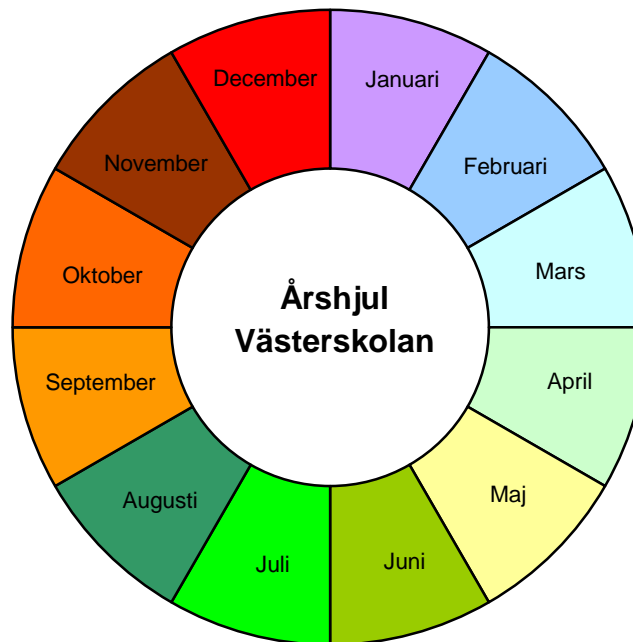 December
Januari
November
Februari
Oktober
Mars
Årshjul
Västerskolan
September
April
Augusti
Maj
Juli
Juni